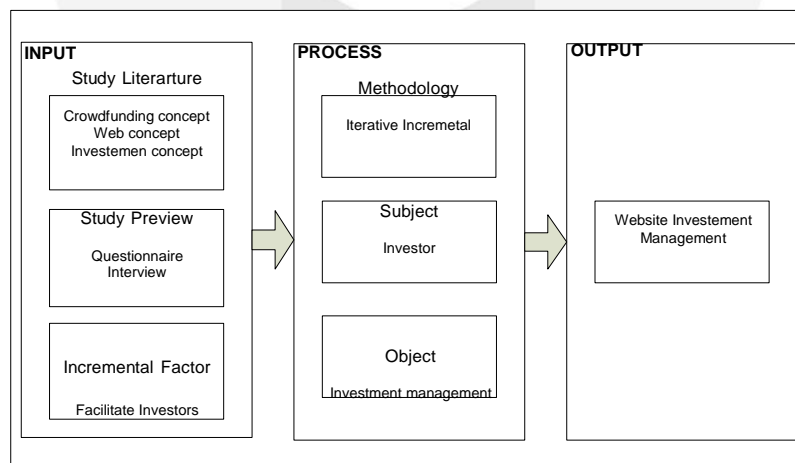 INPUT
Study Literarture
Crowdfunding concept
Web concept
Investemen concept
Study Preview
Questionnaire
Interview
Incremental Factor
Facilitate Investors
PROCESS
Methodology
Iterative Incremetal
Subject
Investor
Object
Investment management
OUTPUT
Website Investement
Management